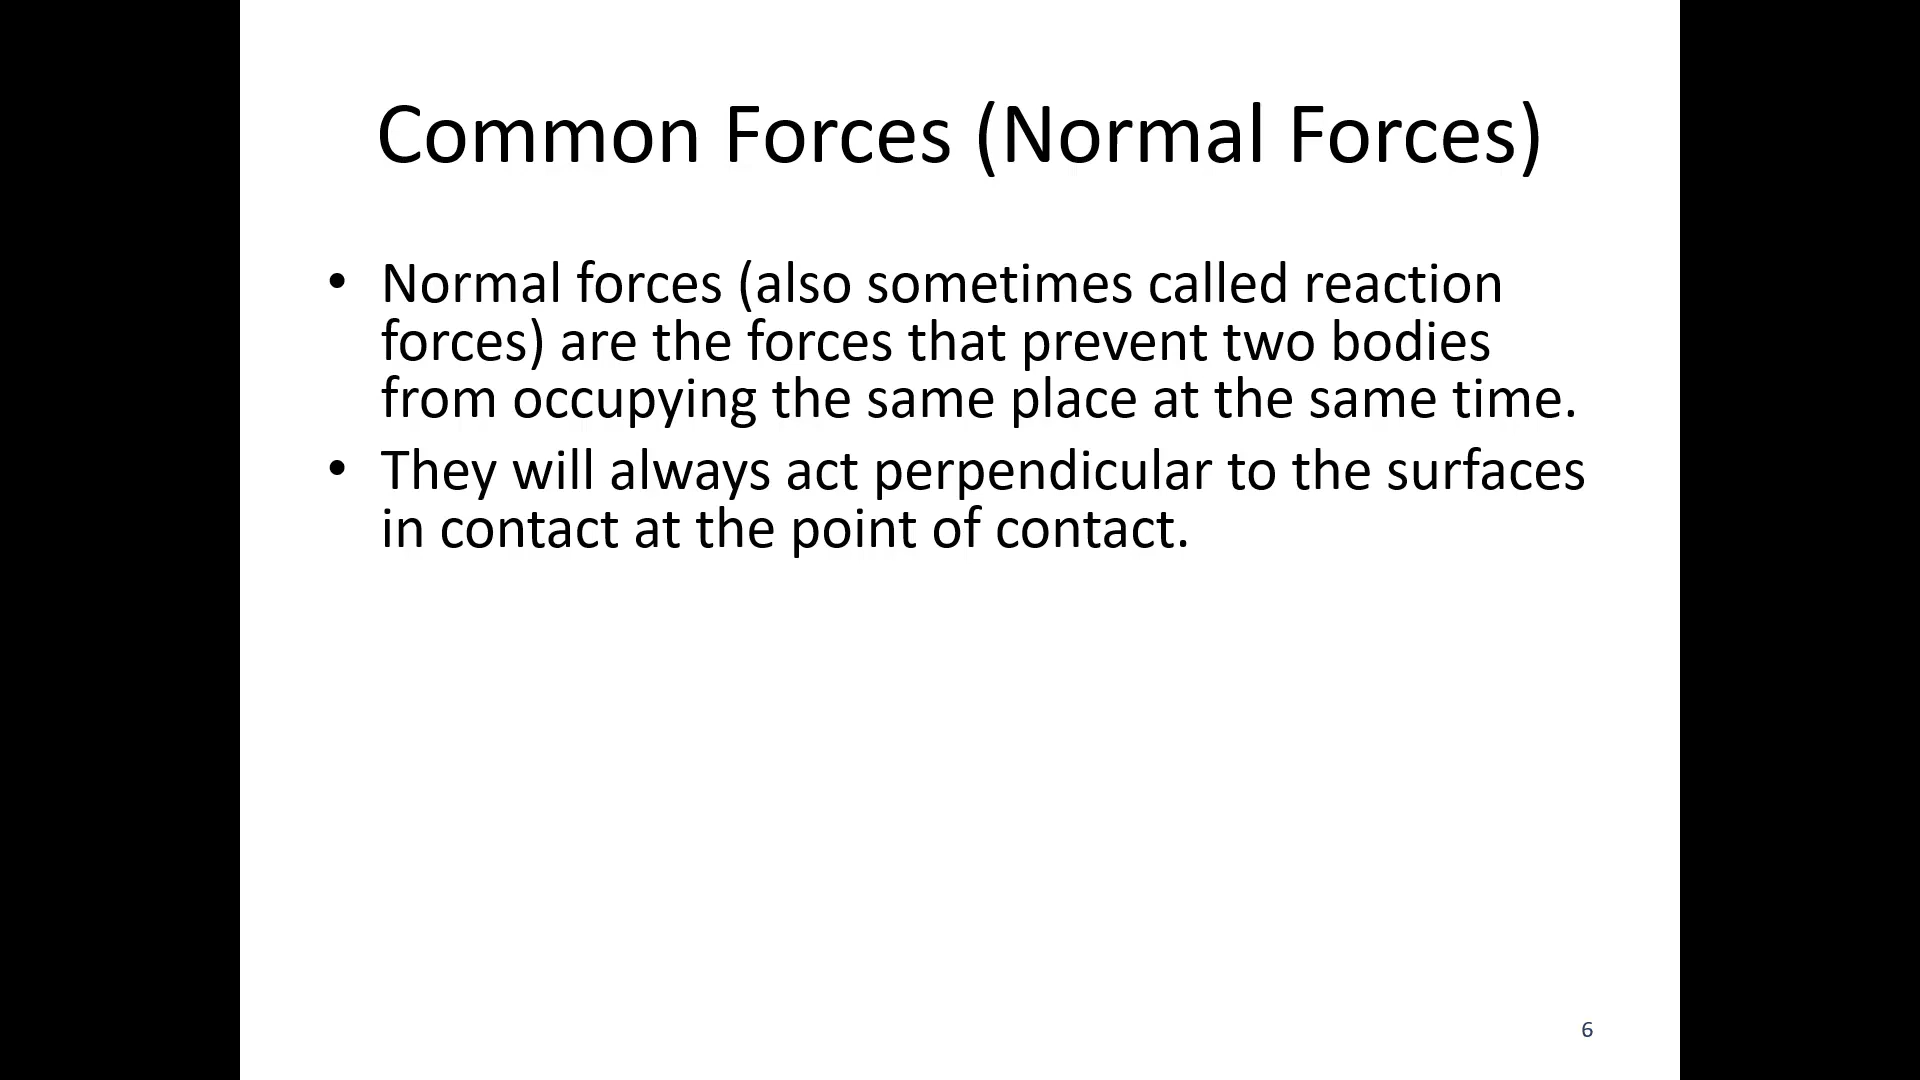 Common Forces (Normal Forces)
• Normal forces (also sometimes called reaction
forces) are the forces that prevent two bodies
from occupying the same place at the same time.
• They will always act perpendicular to the surfaces
in contact at the point of contact.
6